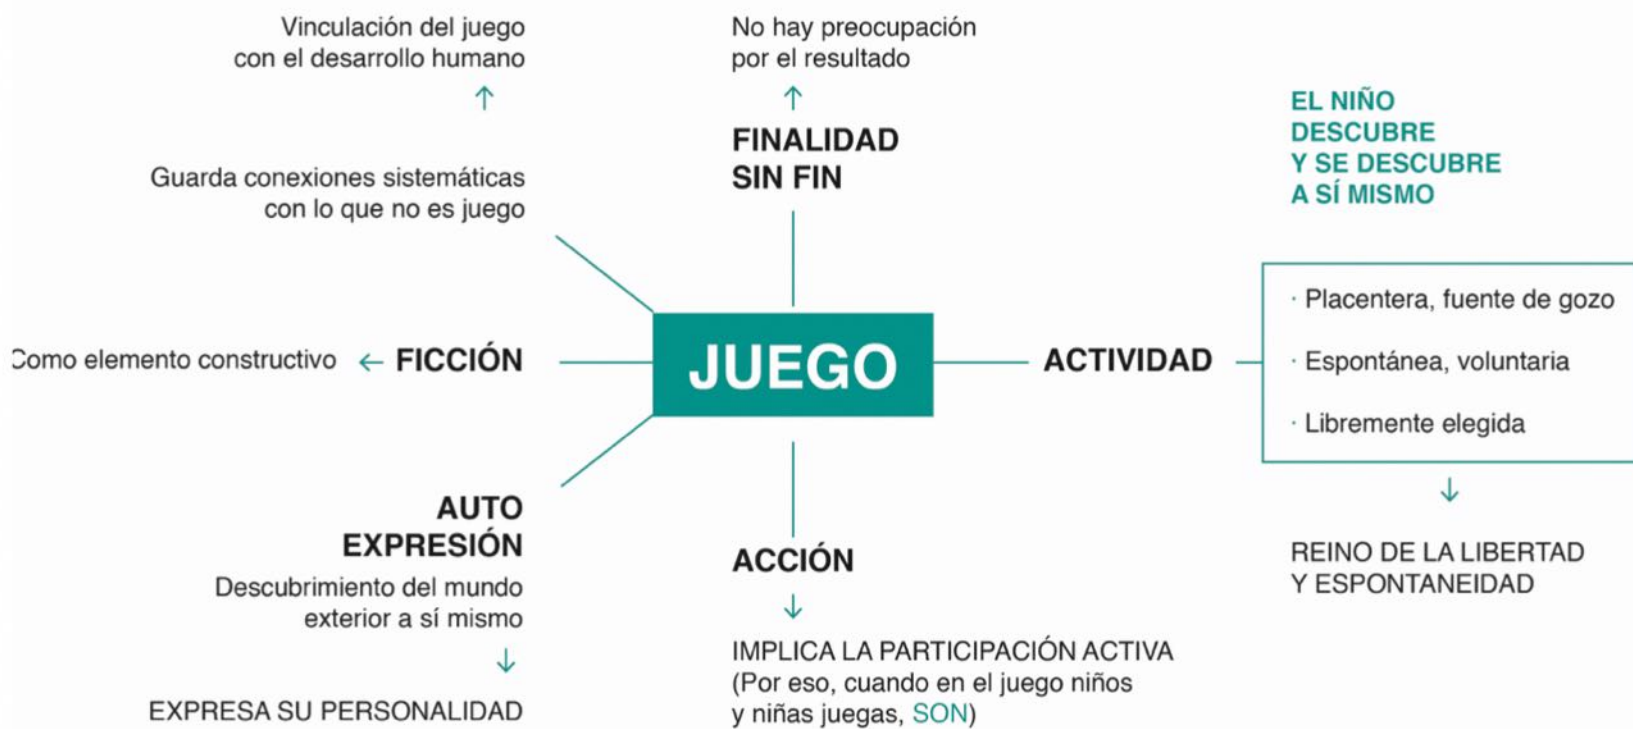 Vinculación del juego
con el desarrollo humano
No hay preocupación
por el resultado
FINALIDAD
SIN FIN
EL NIÑO
DESCUBRE
Y SE DESCUBRE
A SÍ MISMO
Guarda conexiones sistemáticas
con lo que no es juego
Como elemento constructivo
FICCIÓN
JUEGO
ACTIVIDAD
· Placentera, fuente de gozo
· Espontánea, voluntaria
· Libremente elegida
REINO DE LA LIBERTAD
Y ESPONTANEIDAD
AUTO
EXPRESIÓN
Descubrimiento del mundo
exterior a sí mismo
EXPRESA SU PERSONALIDAD
ACCIÓN
IMPLICA LA PARTICIPACIÓN ACTIVA
(Por eso, cuando en el juego niños
y niñas juegas, SON)